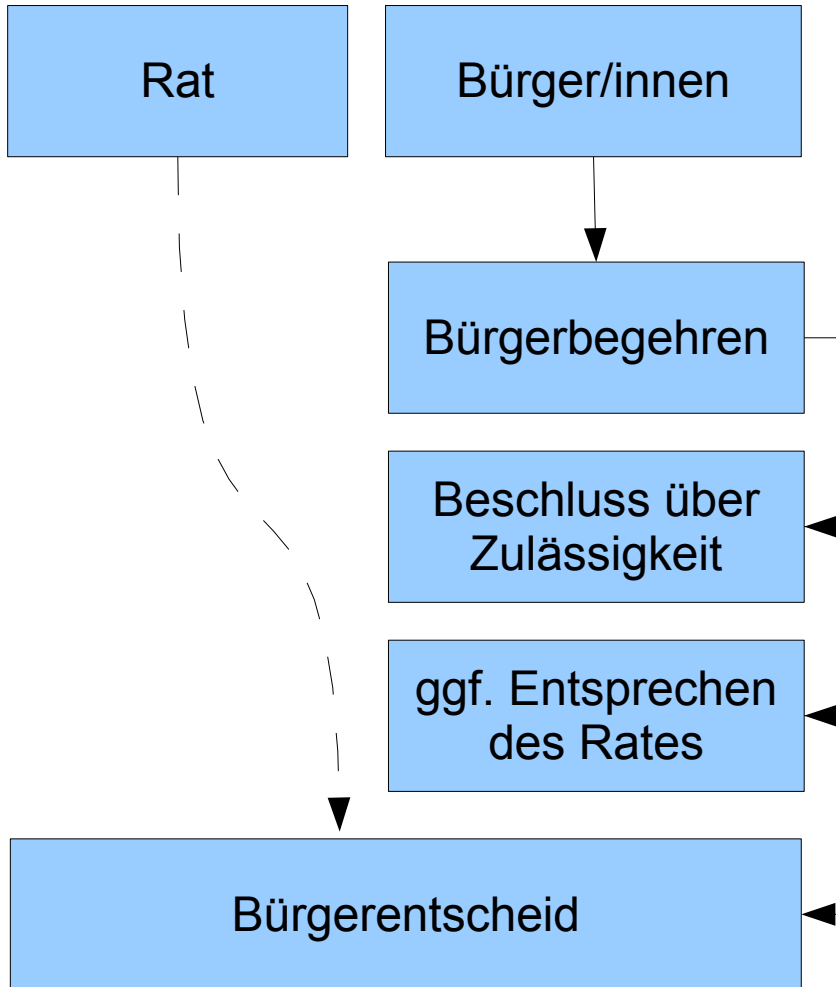 Rat
Bürger/innen
Bürgerbegehren
Beschluss über
Zulässigkeit
ggf. Entsprechen
des Rates
Bürgerentscheid